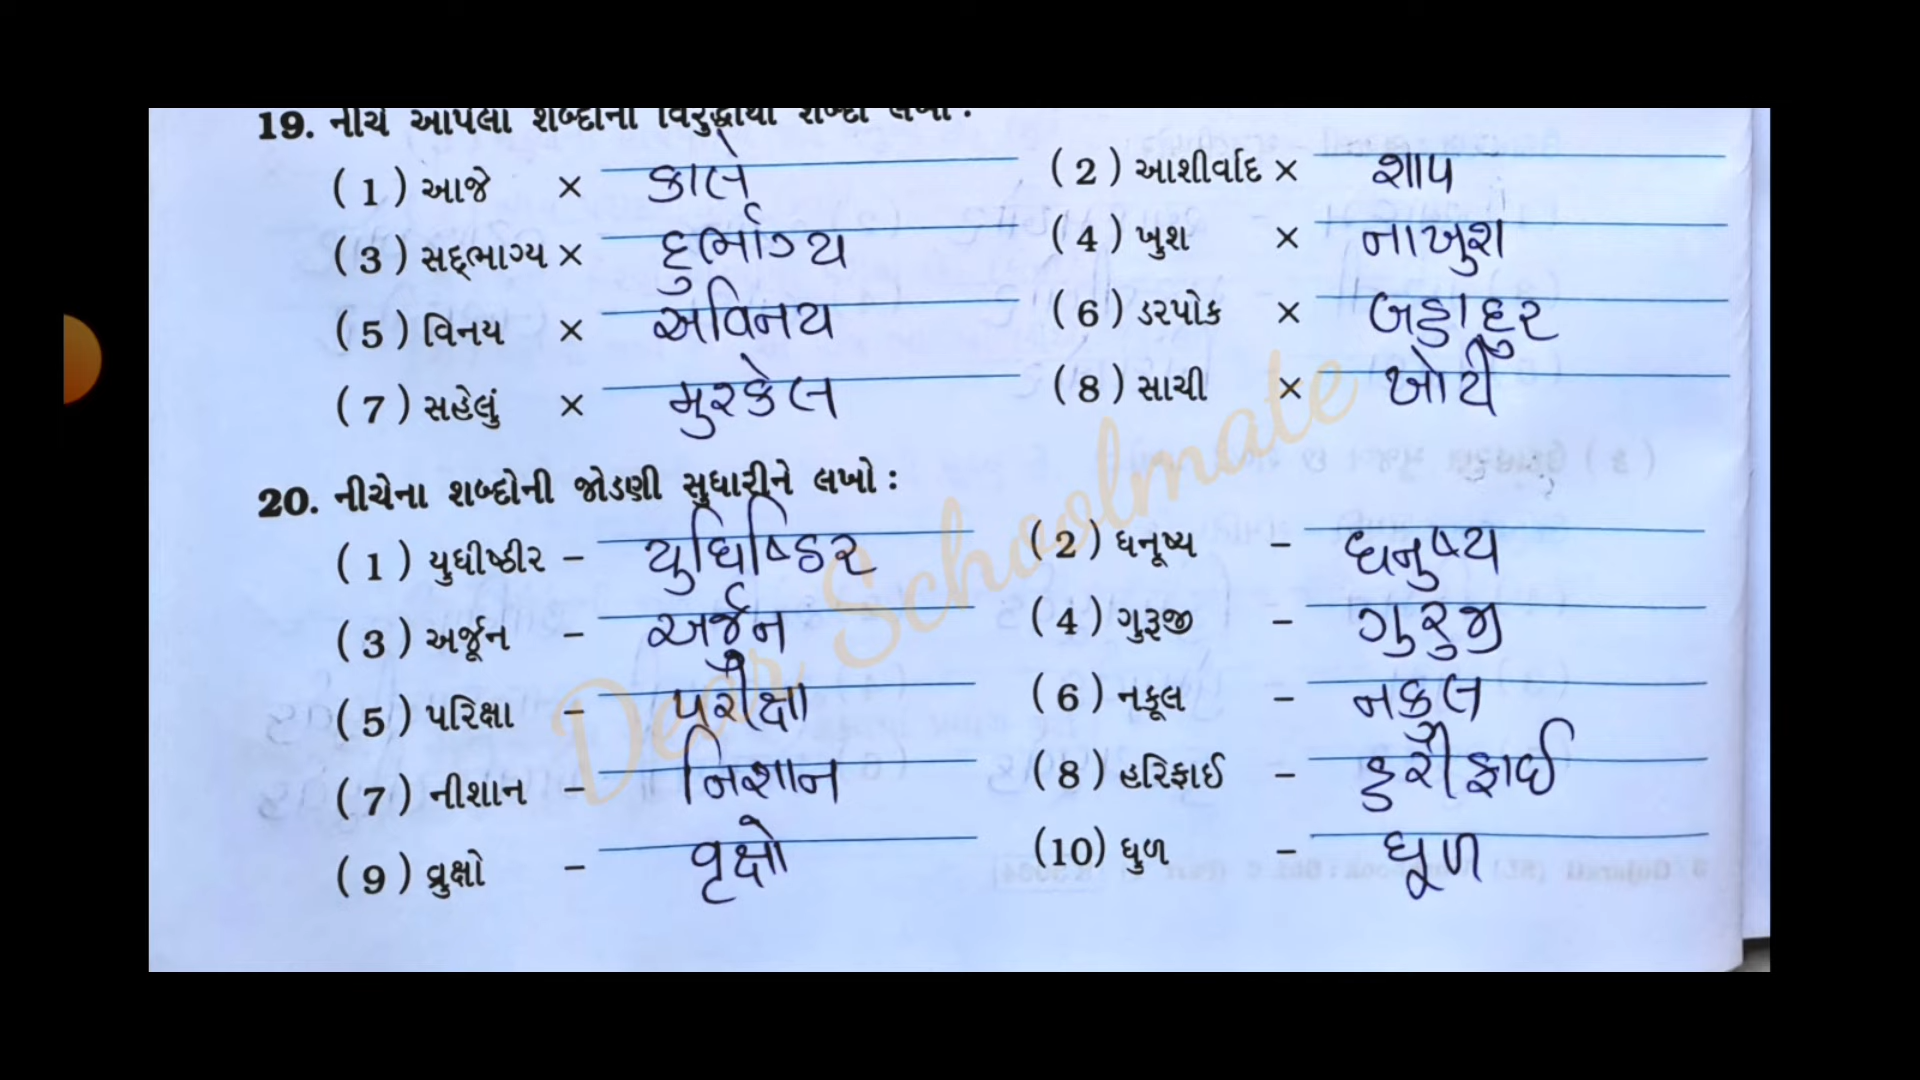 19. નીચે આપેલા શબ્દોના વિરુદ્ધાર્થી શબ્દો લખો :
( 1 ) આજે × કાલે ( 2 ) આશીર્વાદ × શાપ
( 3 ) સદ્‌ભાગ્ય × દુર્ભાગ્ય ( 4 ) ખુશ × નાખુશ
( 5 ) વિનય × અવિનય ( 6 ) ડરપોક × બહાદુર
( 7 ) સહેલું × મુશ્કેલ ( 8 ) સાચી × ખોટી
20. નીચેના શબ્દોની જોડણી સુધારીને લખો :
( 1 ) યુધીષ્ઠીર – યુધિષ્ઠિર ( 2 ) ધનૂષ્ય – ધનુષ્ય
( 3 ) અર્જૂન – અર્જુન ( 4 ) ગુરૂજી – ગુરુજી
( 5 ) પરિક્ષા – પરીક્ષા ( 6 ) નકૂલ – નકુલ
( 7 ) નીશાન – નિશાન ( 8 ) હરિફાઈ – હરીફાઈ
( 9 ) વ્રુક્ષો – વૃક્ષો (10) ધુળ – ધૂળ
Dear Schoolmate